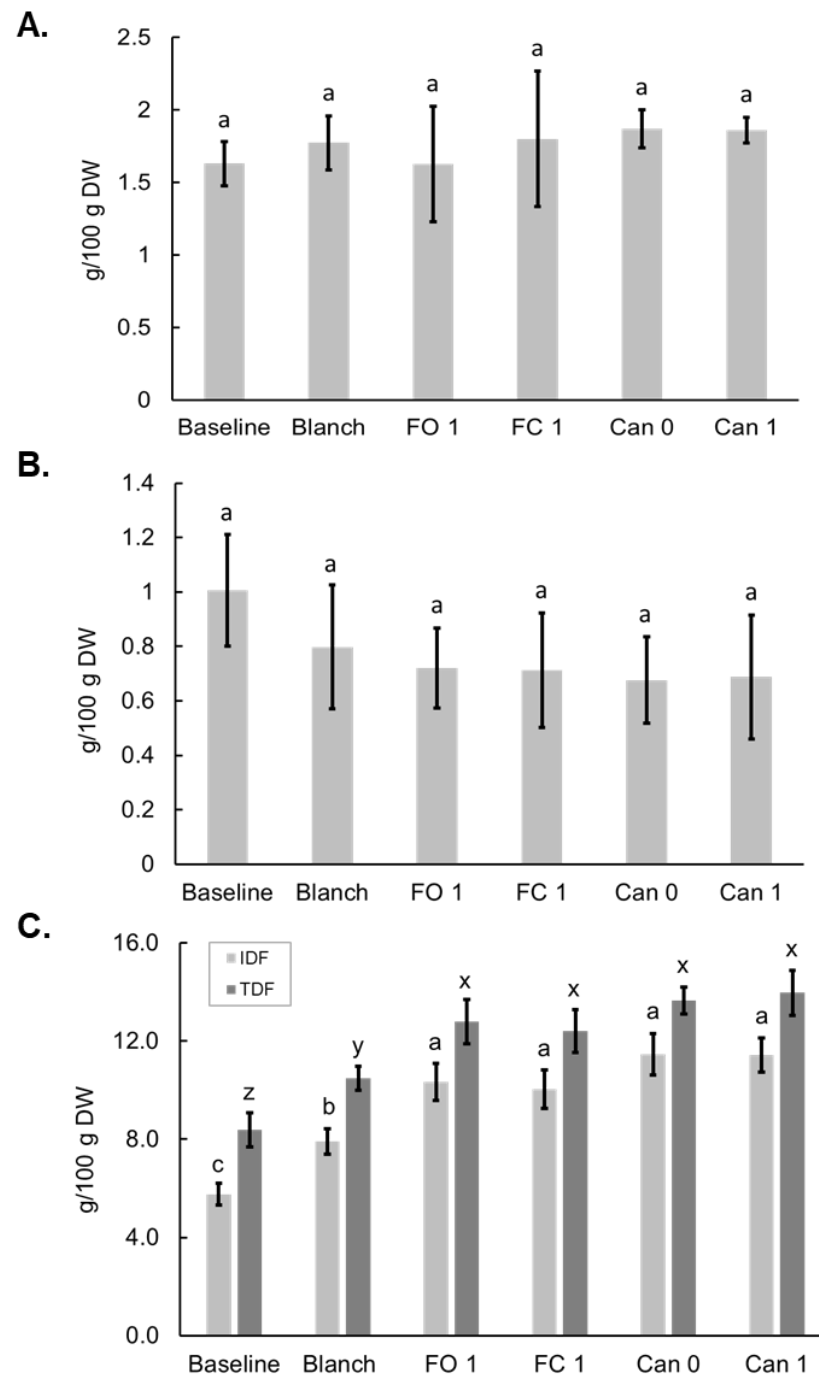 A.
2.5
2
1.5
1
0.5
0
g/100 g DW
a a a a a a
Baseline Blanch FO 1 FC 1 Can 0 Can 1
B.
1.4
1.2
1
0.8
0.6
0.4
0.2
0
g/100 g DW
a a a a a a
Baseline Blanch FO 1 FC 1 Can 0 Can 1
C.
16.0
12.0
8.0
4.0
0.0
g/100 g DW
IDF
TDF
c z b y a x a x a x a x
Baseline Blanch FO 1 FC 1 Can 0 Can 1